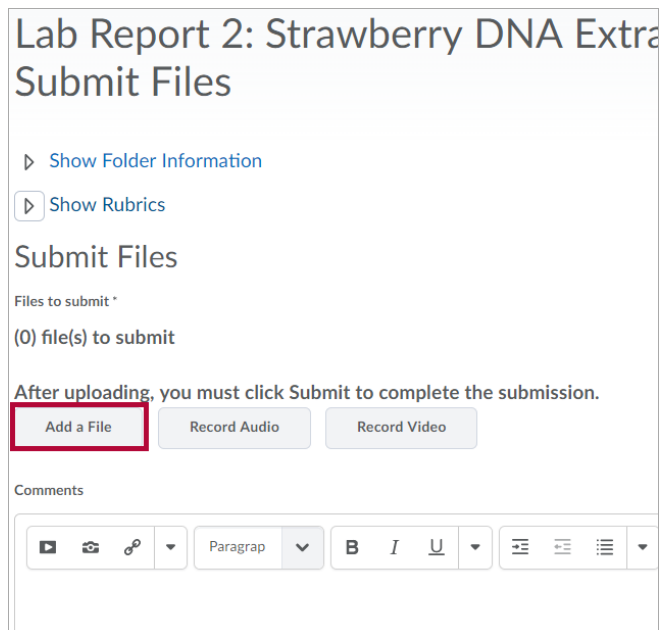 Lab Report 2: Strawberry DNA Extra
Submit Files
Show Folder Information
Show Rubrics
Submit Files
Files to submit *
(0) file(s) to submit
After uploading, you must click Submit to complete the submission.
Add a File Record Audio Record Video
Comments
Paragrap B I U